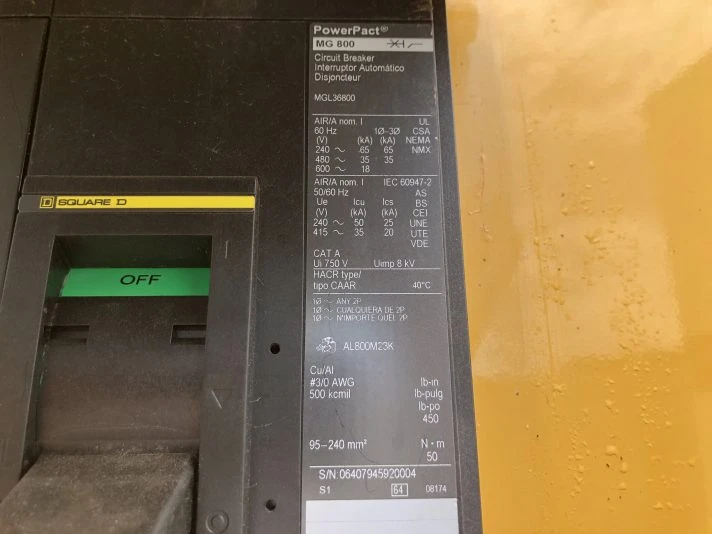 PowerPact®
MG 800
Circuit Breaker
Interruptor Automático
Disjoncteur
MGL36800
AIR/A nom. I UL
60 Hz 1Ø–3Ø CSA
(V) (kA) (kA) NEMA
240 ~ 65 65 NMX
480 ~ 35 35
600 ~ 18
AIR/A nom. I IEC 60947-2
50/60 Hz AS
Ue Icu Ics BS
(V) (kA) (kA) CEI
240 ~ 50 25 UNE
415 ~ 35 20 UTE
VDE
CAT A
Ui 750 V Uimp 8 kV
HACR type/
tipo CAAR 40°C
1Ø ~ ANY 2P
1Ø ~ CUALQUIERA DE 2P
1Ø ~ N'IMPORTE QUEL 2P
AL800M23K
Cu/Al
#3/0 AWG lb-in
500 kcmil lb-pulg
lb-po
450
95–240 mm² N • m
50
S/N: 06407945920004
S1 64 08174
D SQUARE D
OFF
I
O